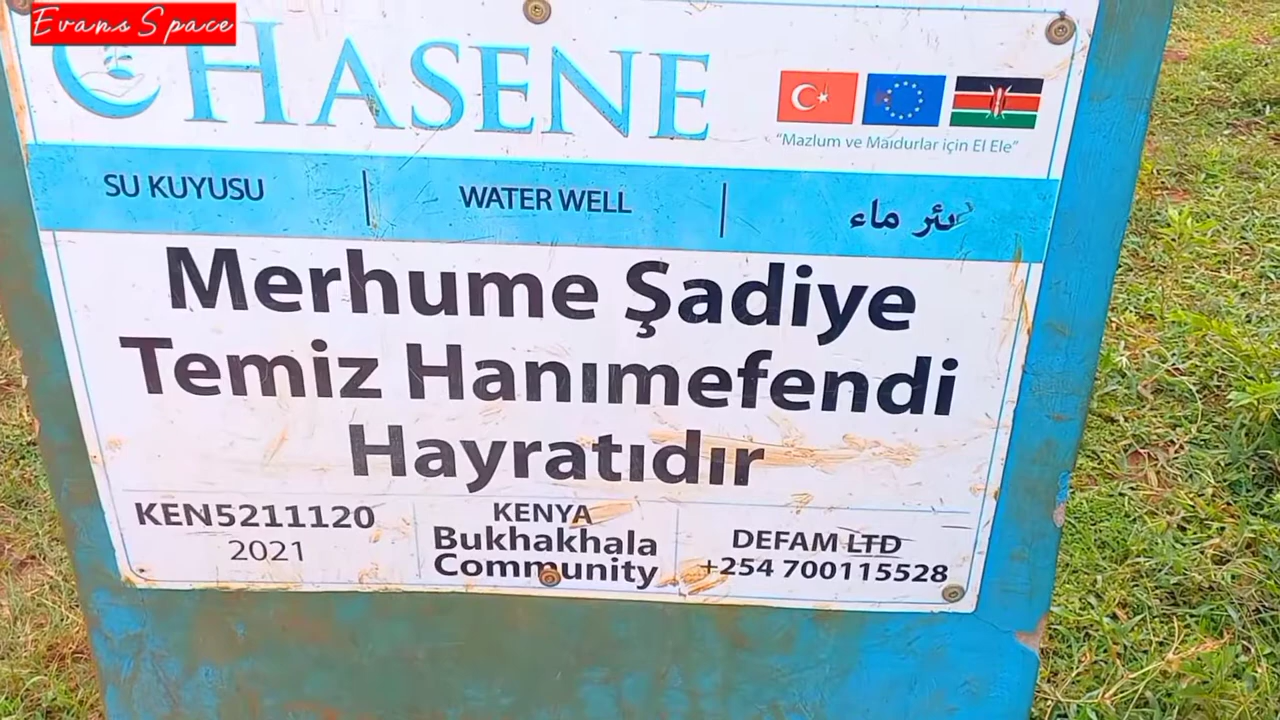 Evans Space
HASENE
"Mazlum ve Mağdurlar için El Ele"
SU KUYUSU | WATER WELL | بئر ماء
Merhume Şadiye
Temiz Hanımefendi
Hayratıdır
KEN5211120
2021
KENYA
Bukhakhala
Community
DEFAM LTD
+254 700115528